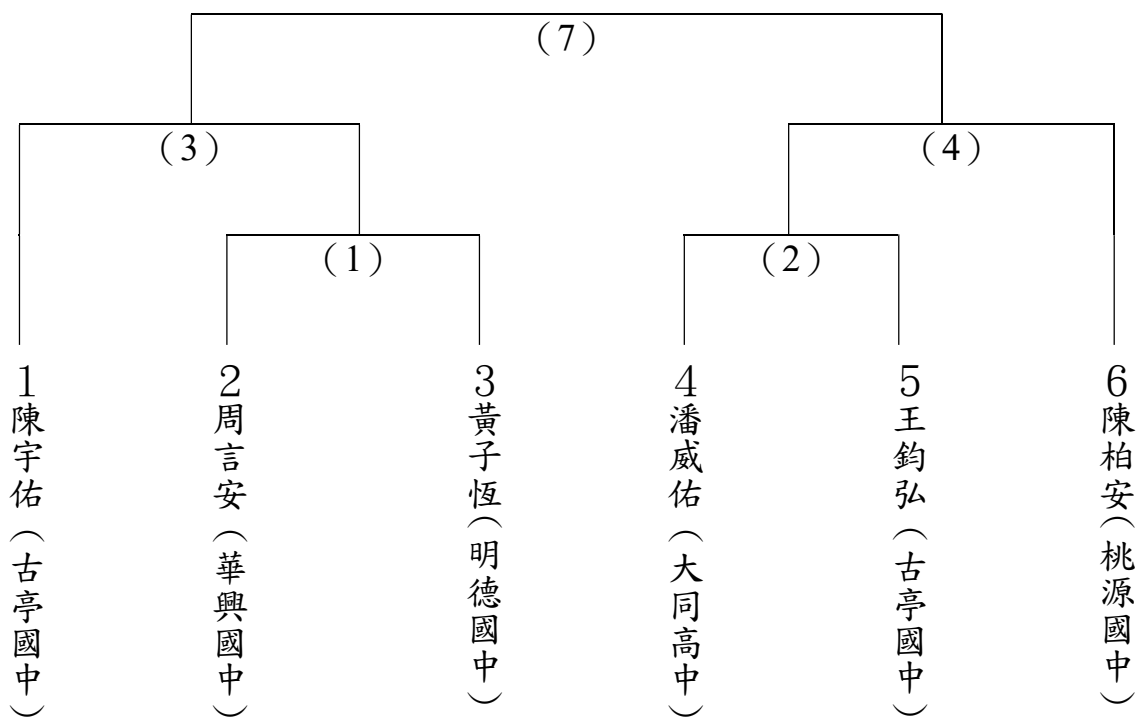 （7）
（3）
（4）
（1）
（2）
1陳宇佑（古亭國中）
2周言安（華興國中）
3黃子恆（明德國中）
4潘威佑（大同高中）
5王鈞弘（古亭國中）
6陳柏安（桃源國中）